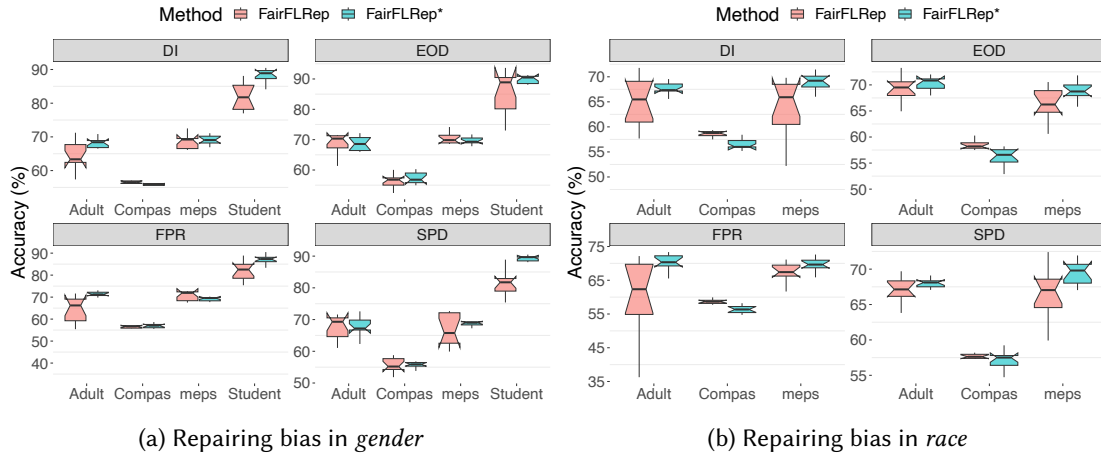 Method FairFLRep FairFLRep*
DI EOD
90
80
70
60
90
80
70
60
Adult Compas meps Student
Adult Compas meps Student
FPR SPD
90
80
70
60
50
40
90
80
70
60
50
Adult Compas meps Student
Adult Compas meps Student
Accuracy (%)
(a) Repairing bias in gender
Method FairFLRep FairFLRep*
DI EOD
70
65
60
55
50
45
70
65
60
55
50
Adult Compas meps
Adult Compas meps
FPR SPD
75
65
55
45
35
70
65
60
55
Adult Compas meps
Adult Compas meps
Accuracy (%)
(b) Repairing bias in race